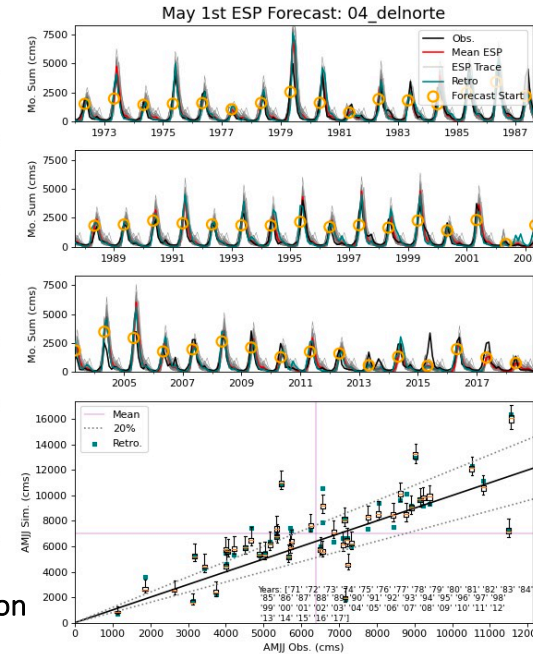 May 1st ESP Forecast: 04_delnorte
Mo. Sum (cms)
7500
5000
2500
0
Obs.
Mean ESP
ESP Trace
Retro
Forecast Start
1973 1975 1977 1979 1981 1983 1985 1987
Mo. Sum (cms)
7500
5000
2500
0
1989 1991 1993 1995 1997 1999 2001 200
Mo. Sum (cms)
7500
5000
2500
0
2005 2007 2009 2011 2013 2015 2017
AMJJ Sim. (cms)
16000
14000
12000
10000
8000
6000
4000
2000
0
Mean
20%
Retro.
Years: ['71' '72' '73' '74' '75' '76' '77' '78' '79' '80' '81' '82' '83' '84'
'85' '86' '87' '88' '89' '90' '91' '92' '93' '94' '95' '96' '97' '98'
'99' '00' '01' '02' '03' '04' '05' '06' '07' '08' '09' '10' '11' '12'
'13' '14' '15' '16' '17']
on
0 1000 2000 3000 4000 5000 6000 7000 8000 9000 10000 11000 1200
AMJJ Obs. (cms)